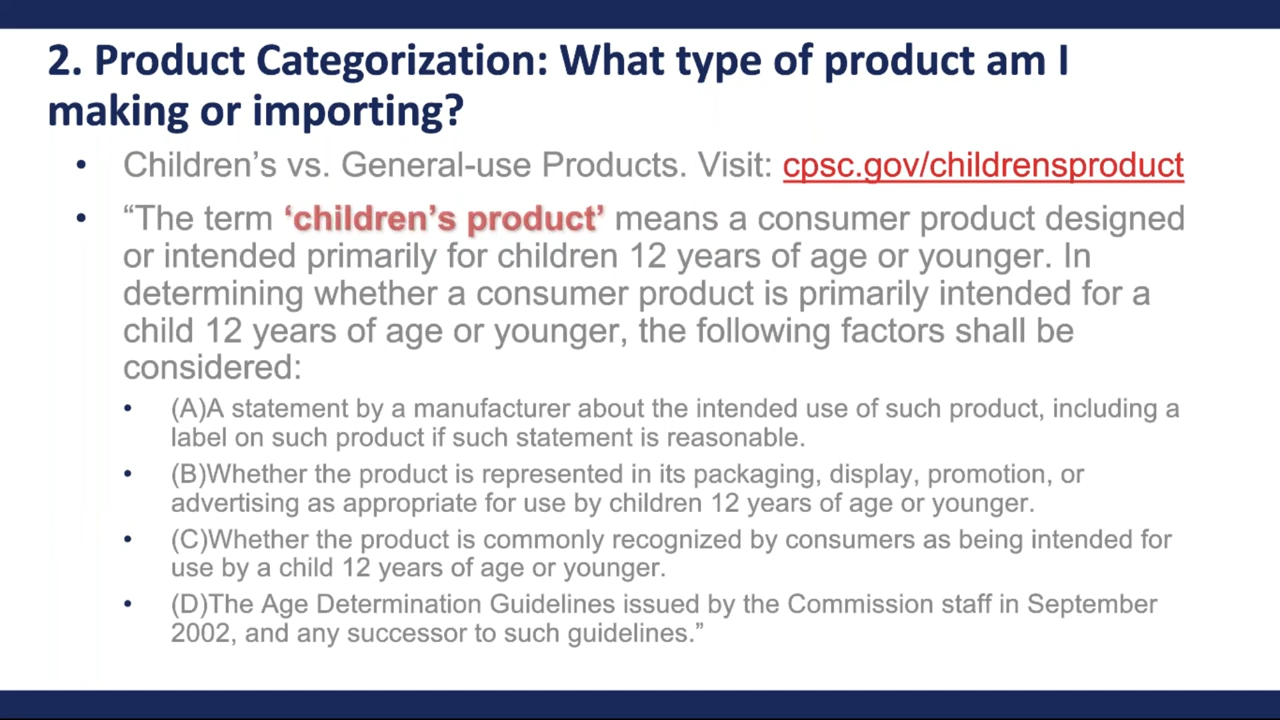 2. Product Categorization: What type of product am I
making or importing?
• Children’s vs. General-use Products. Visit: cpsc.gov/childrensproduct
• “The term ‘children’s product’ means a consumer product designed
or intended primarily for children 12 years of age or younger. In
determining whether a consumer product is primarily intended for a
child 12 years of age or younger, the following factors shall be
considered:
• (A)A statement by a manufacturer about the intended use of such product, including a
label on such product if such statement is reasonable.
• (B)Whether the product is represented in its packaging, display, promotion, or
advertising as appropriate for use by children 12 years of age or younger.
• (C)Whether the product is commonly recognized by consumers as being intended for
use by a child 12 years of age or younger.
• (D)The Age Determination Guidelines issued by the Commission staff in September
2002, and any successor to such guidelines.”